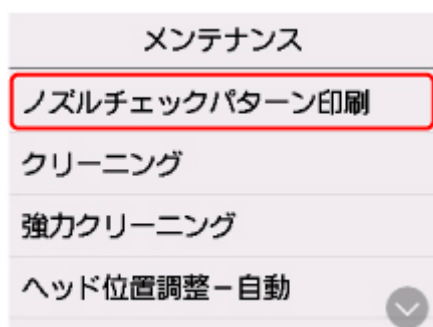 メンテナンス
ノズルチェックパターン印刷
クリーニング
強力クリーニング
ヘッド位置調整－自動